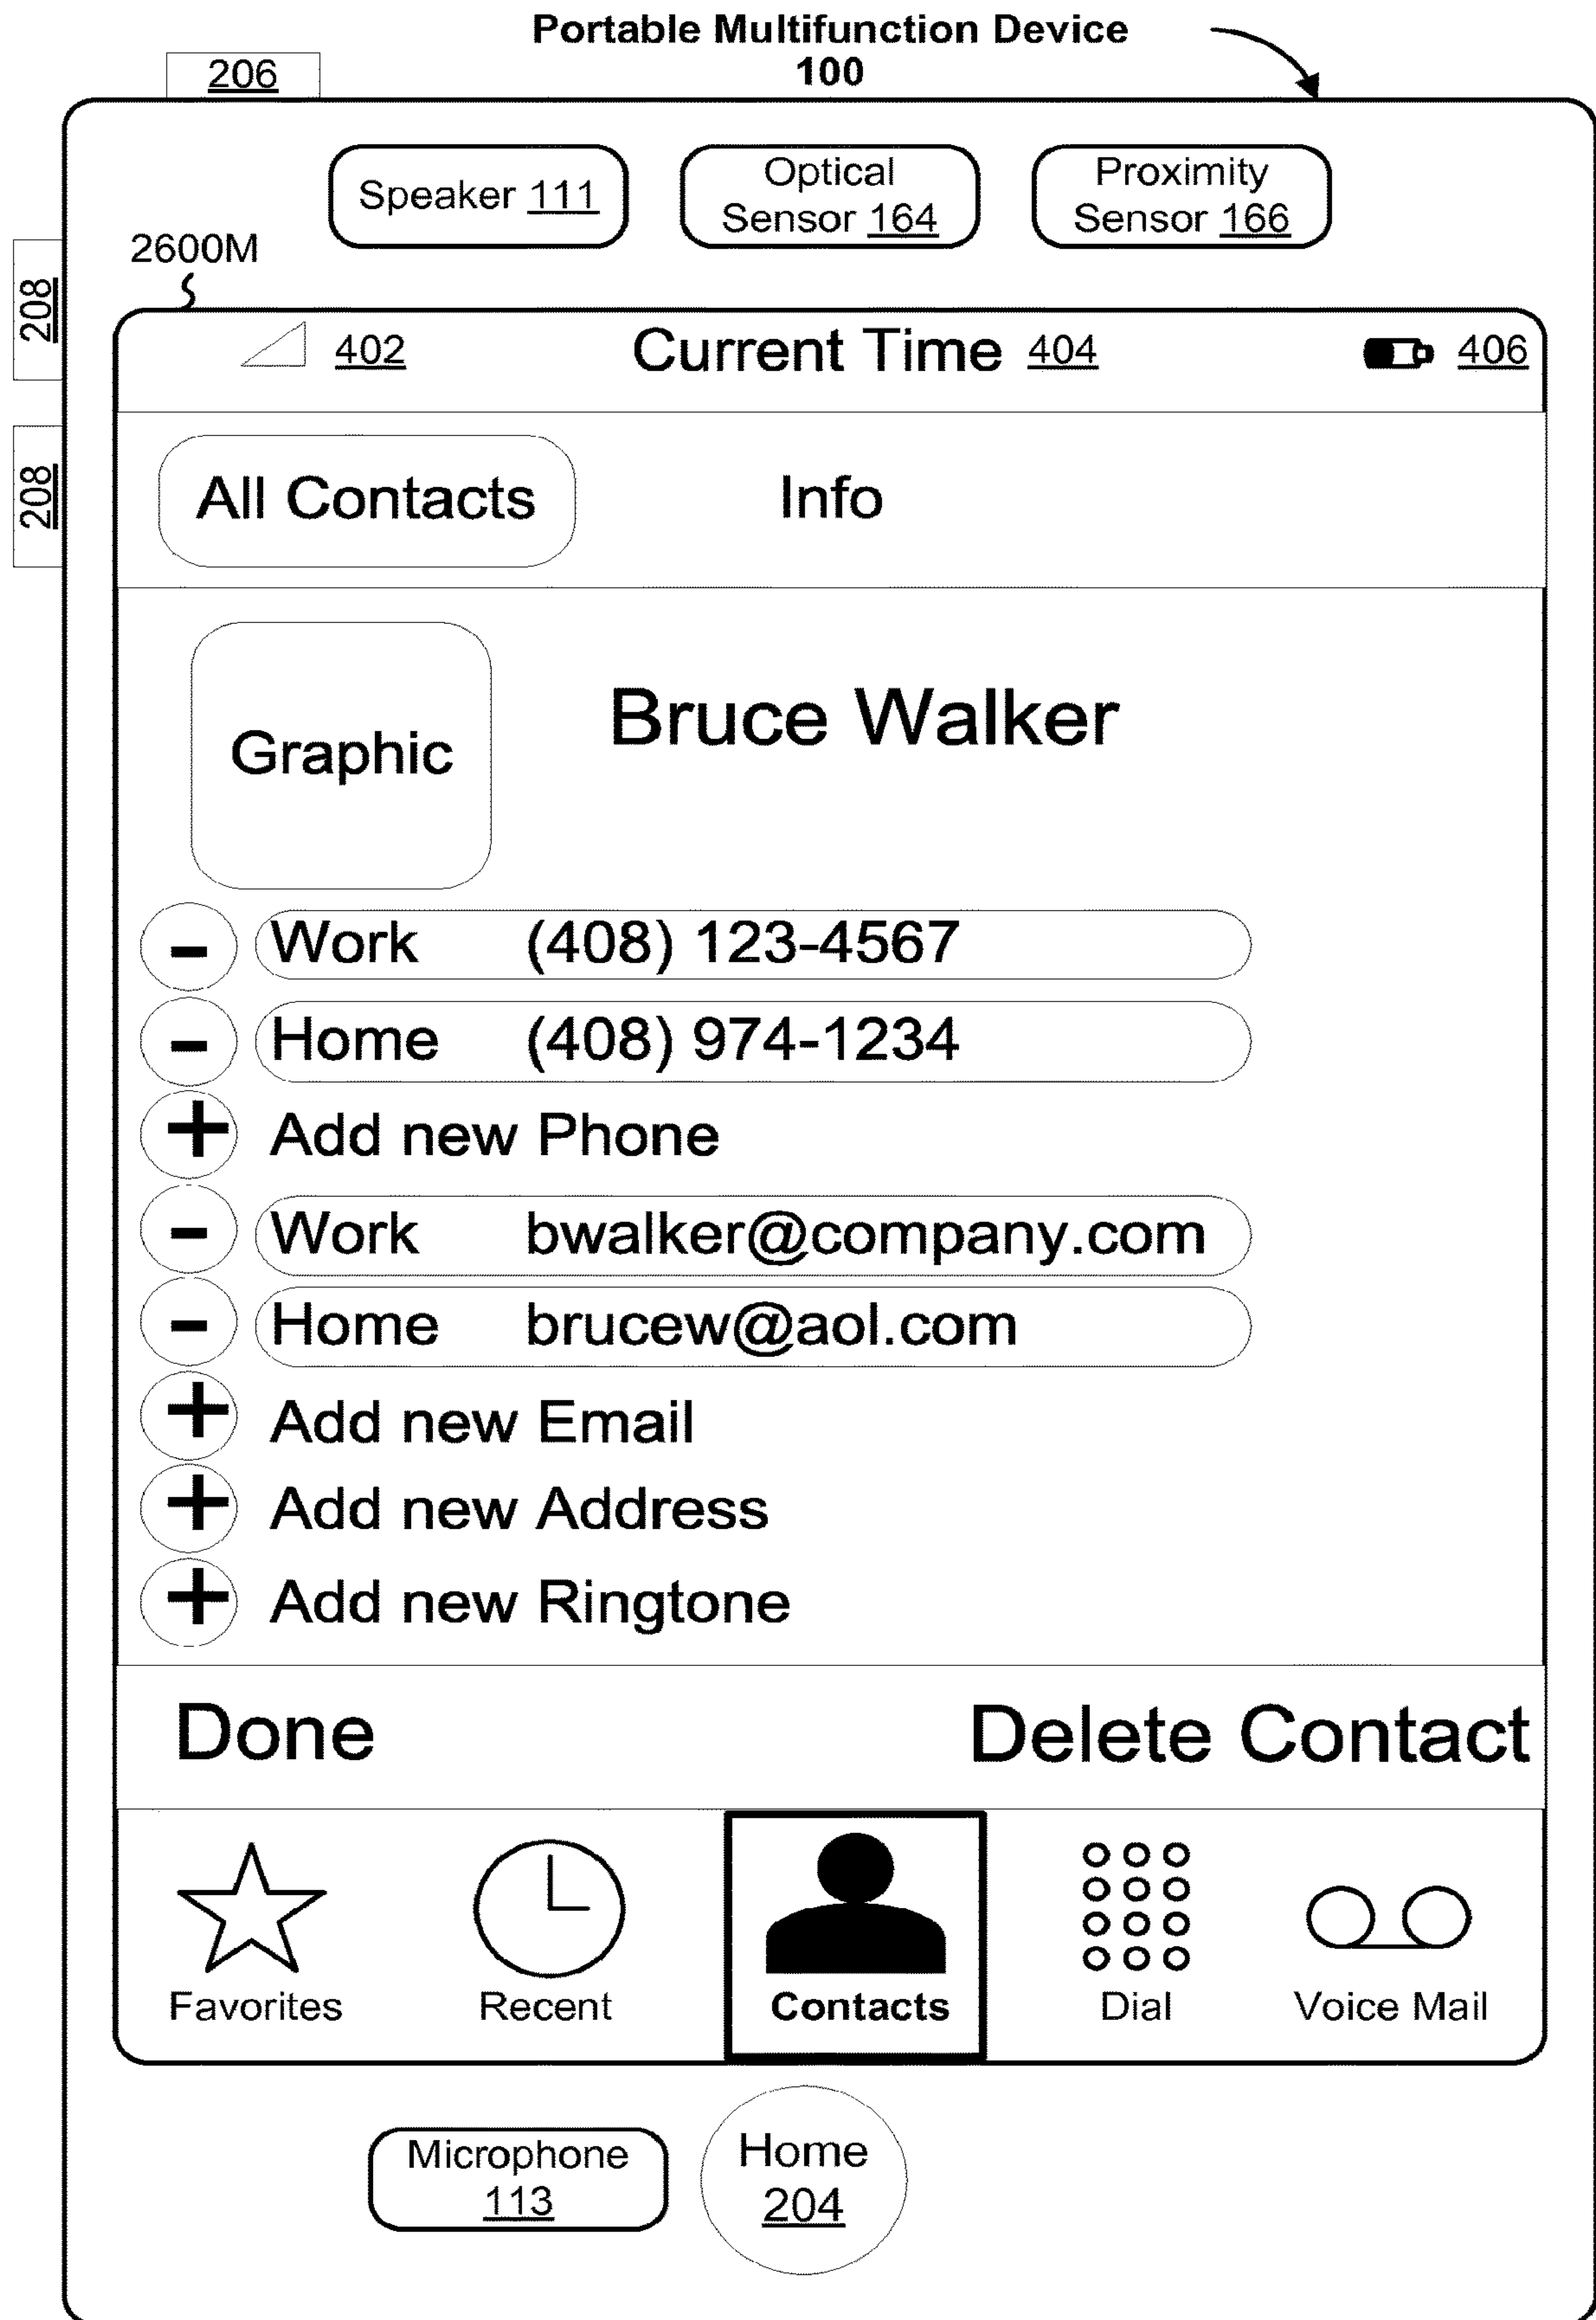 Portable Multifunction Device
100
206
Speaker 111
Optical
Sensor 164
Proximity
Sensor 166
2600M
208
402
Current Time 404
406
208
All Contacts
Info
Graphic
Bruce Walker
- Work (408) 123-4567
- Home (408) 974-1234
+ Add new Phone
- Work bwalker@company.com
- Home brucew@aol.com
+ Add new Email
+ Add new Address
+ Add new Ringtone
Done
Delete Contact
Favorites
Recent
Contacts
Dial
Voice Mail
Microphone
113
Home
204